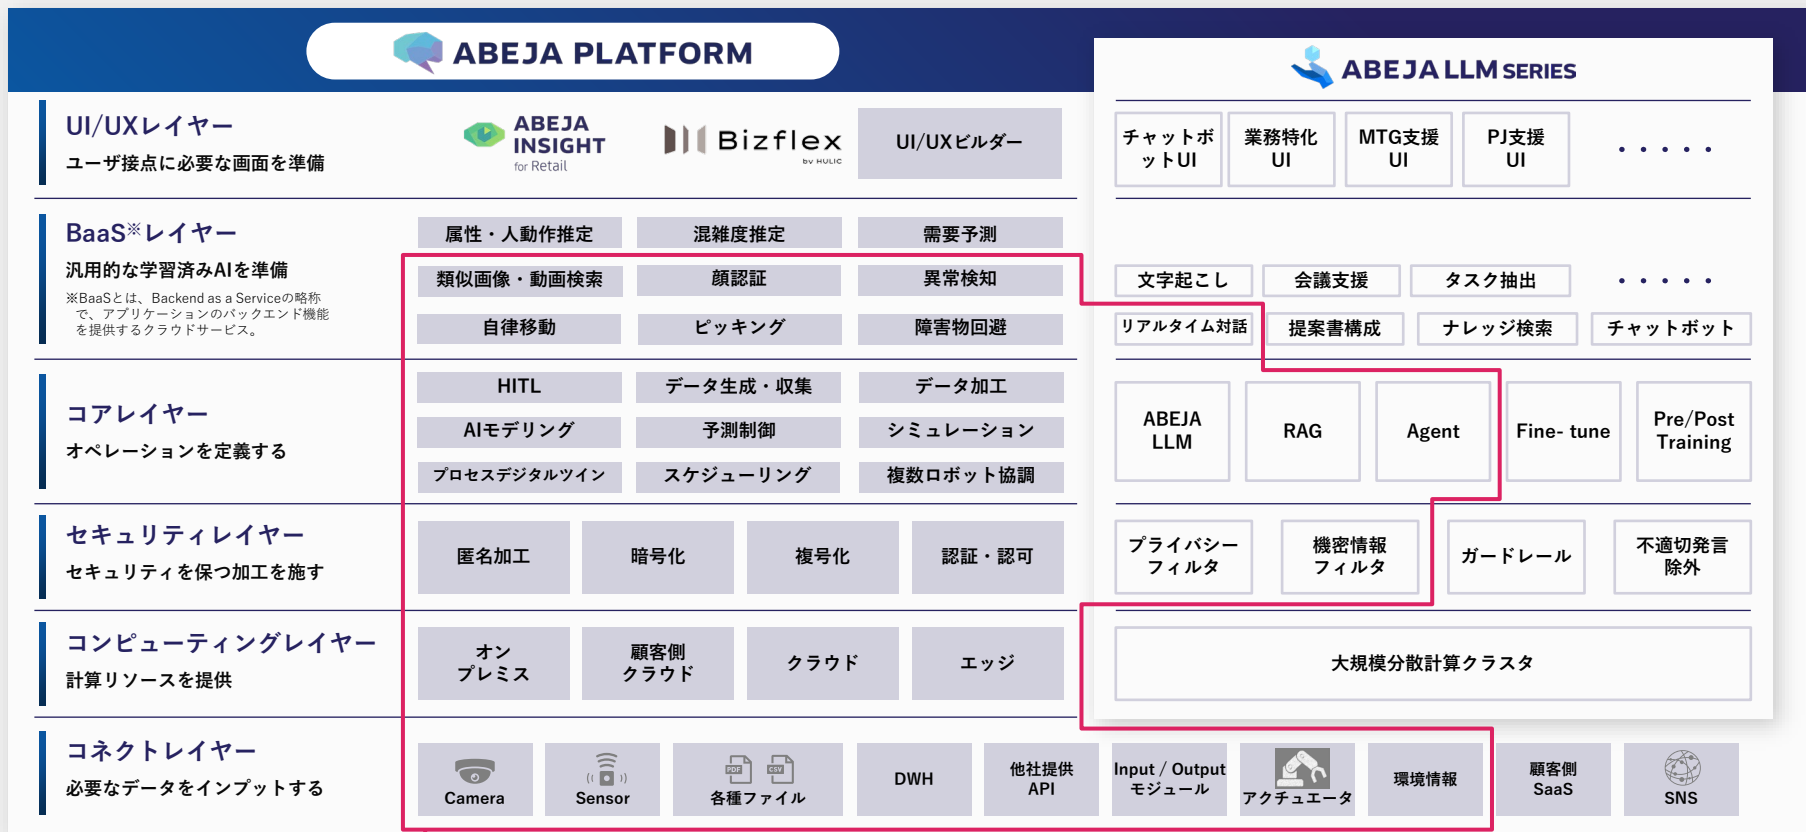 ABEJA PLATFORM
ABEJA LLM SERIES
UI/UXレイヤー
ユーザ接点に必要な画面を準備
ABEJA
INSIGHT
for Retail
Bizflex
by HULIC
UI/UXビルダー
チャットボ
ットUI
業務特化
UI
MTG支援
UI
PJ支援
UI
・・・・・
BaaS※レイヤー
汎用的な学習済みAIを準備
※BaaSとは、Backend as a Serviceの略称
で、アプリケーションのバックエンド機能
を提供するクラウドサービス。
属性・人動作推定
混雑度推定
需要予測
類似画像・動画検索
顔認証
異常検知
自律移動
ピッキング
障害物回避
文字起こし
会議支援
タスク抽出
・・・・・
リアルタイム対話
提案書構成
ナレッジ検索
チャットボット
コアレイヤー
オペレーションを定義する
HITL
データ生成・収集
データ加工
AIモデリング
予測制御
シミュレーション
プロセスデジタルツイン
スケジューリング
複数ロボット協調
ABEJA
LLM
RAG
Agent
Fine- tune
Pre/Post
Training
セキュリティレイヤー
セキュリティを保つ加工を施す
匿名加工
暗号化
複号化
認証・認可
プライバシー
フィルタ
機密情報
フィルタ
ガードレール
不適切発言
除外
コンピューティングレイヤー
計算リソースを提供
オン
プレミス
顧客側
クラウド
クラウド
エッジ
大規模分散計算クラスタ
コネクトレイヤー
必要なデータをインプットする
Camera
Sensor
PDF
CSV
各種ファイル
DWH
他社提供
API
Input / Output
モジュール
アクチュエータ
環境情報
顧客側
SaaS
SNS